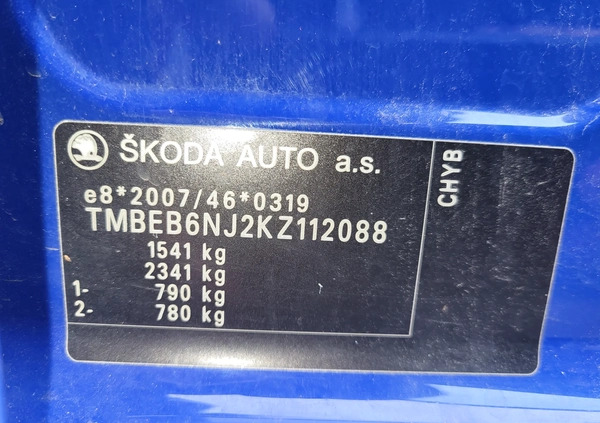 ŠKODA AUTO a.s.
e8*2007/46*0319
TMBEB6NJ2KZ112088
1541 kg
2341 kg
1- 790 kg
2- 780 kg
CHYB